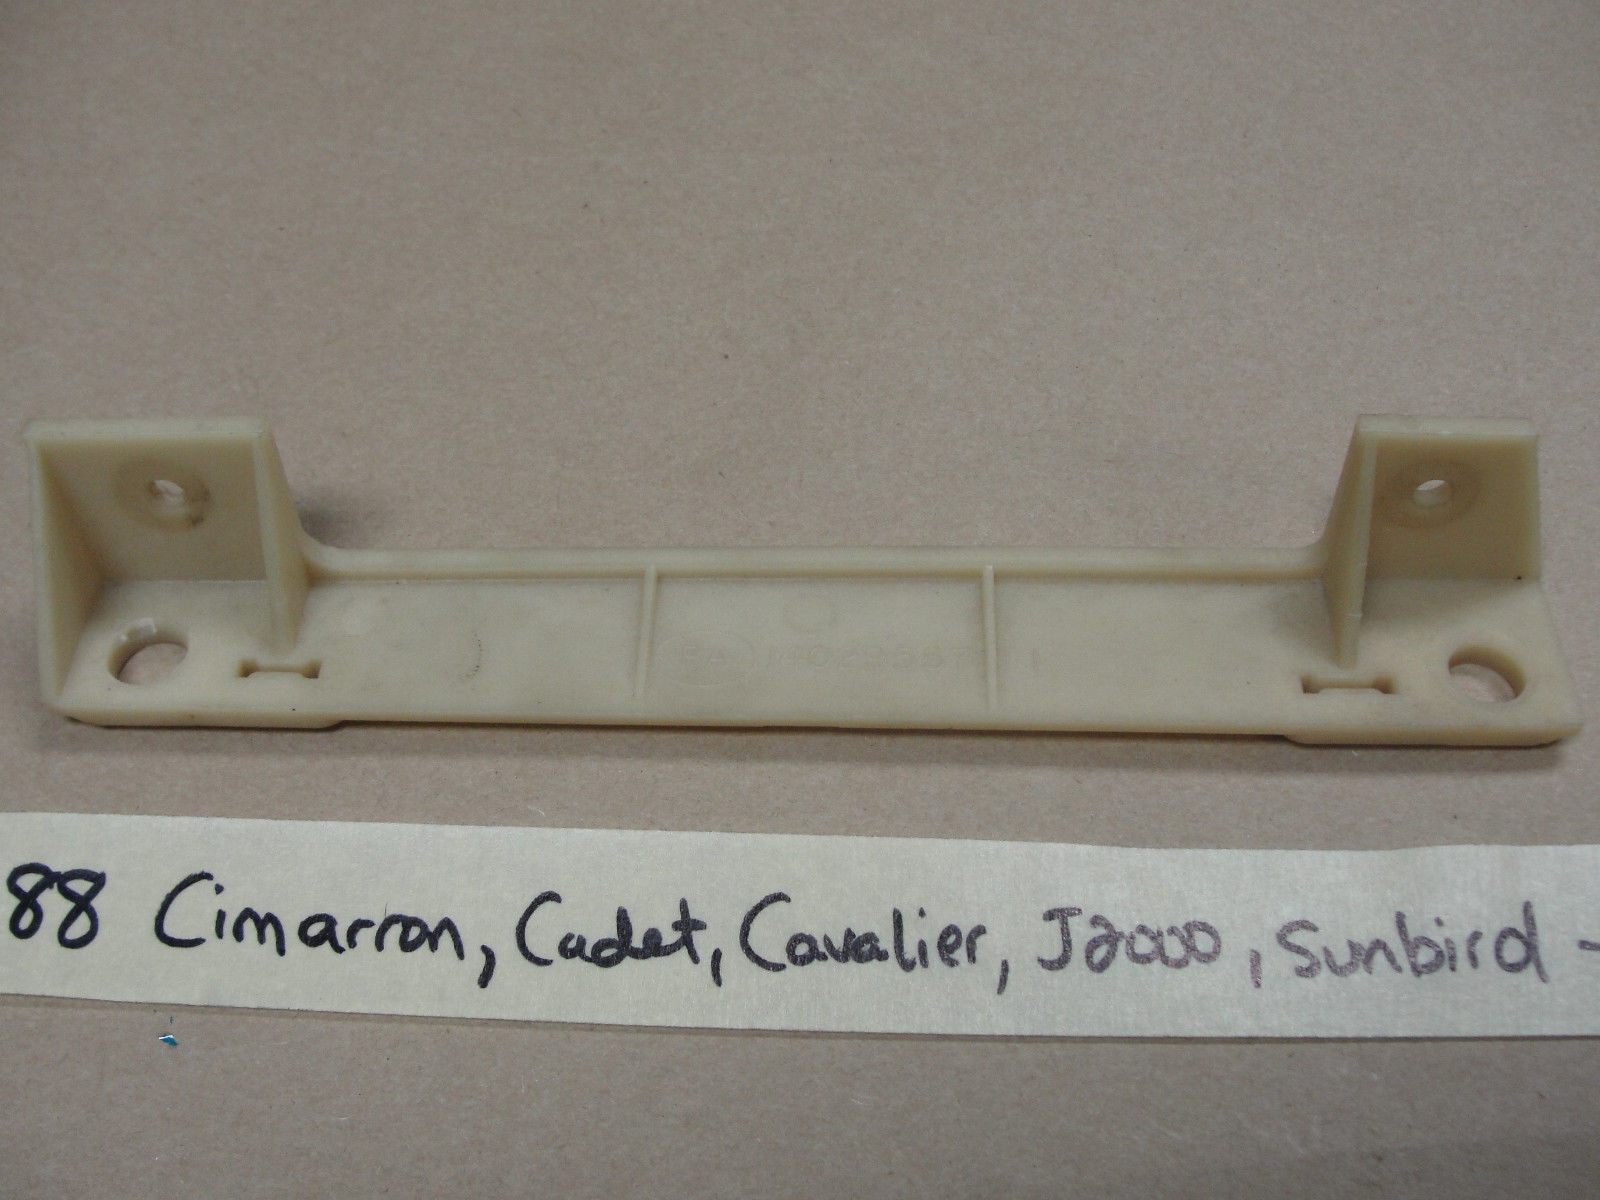 88 Cimarron, Cadet, Cavalier, J2000, Sunbird -